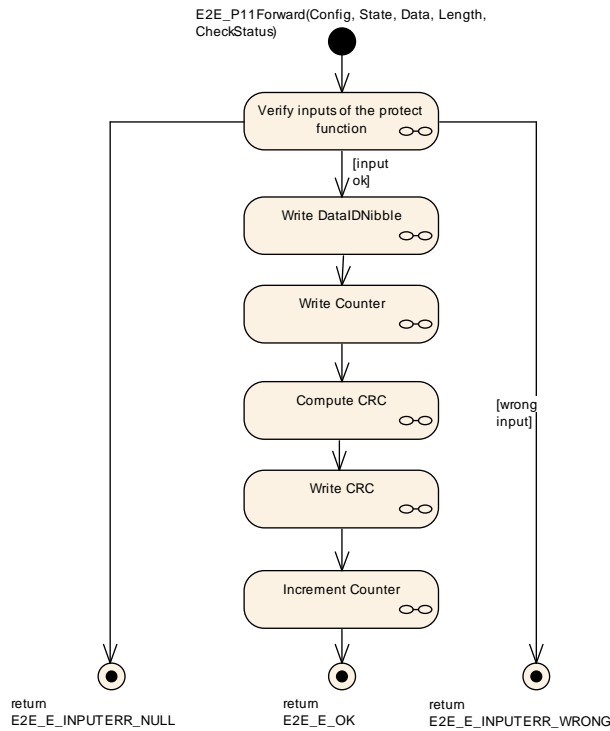 E2E_P11Forward(Config, State, Data, Length,
CheckStatus)
Verify inputs of the protect
function
[input
ok]
Write DataIDNibble
Write Counter
Compute CRC
[wrong
input]
Write CRC
Increment Counter
return
E2E_E_INPUTERR_NULL
return
E2E_E_OK
return
E2E_E_INPUTERR_WRONG